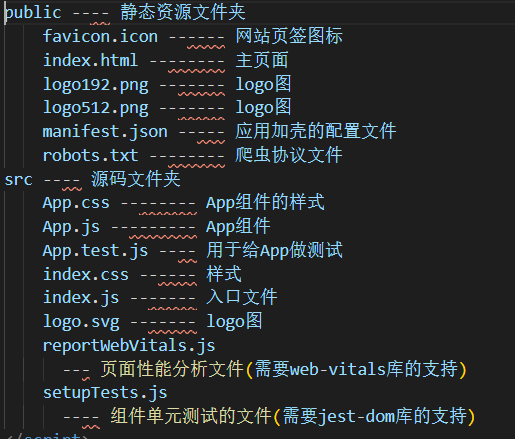 public ---- 静态资源文件夹
favicon.icon ------ 网站页签图标
index.html -------- 主页面
logo192.png ------- logo图
logo512.png ------- logo图
manifest.json ----- 应用加壳的配置文件
robots.txt -------- 爬虫协议文件
src ---- 源码文件夹
App.css -------- App组件的样式
App.js --------- App组件
App.test.js ---- 用于给App做测试
index.css ------ 样式
index.js ------- 入口文件
logo.svg ------- logo图
reportWebVitals.js
--- 页面性能分析文件(需要web-vitals库的支持)
setupTests.js
---- 组件单元测试的文件(需要jest-dom库的支持)
</script>